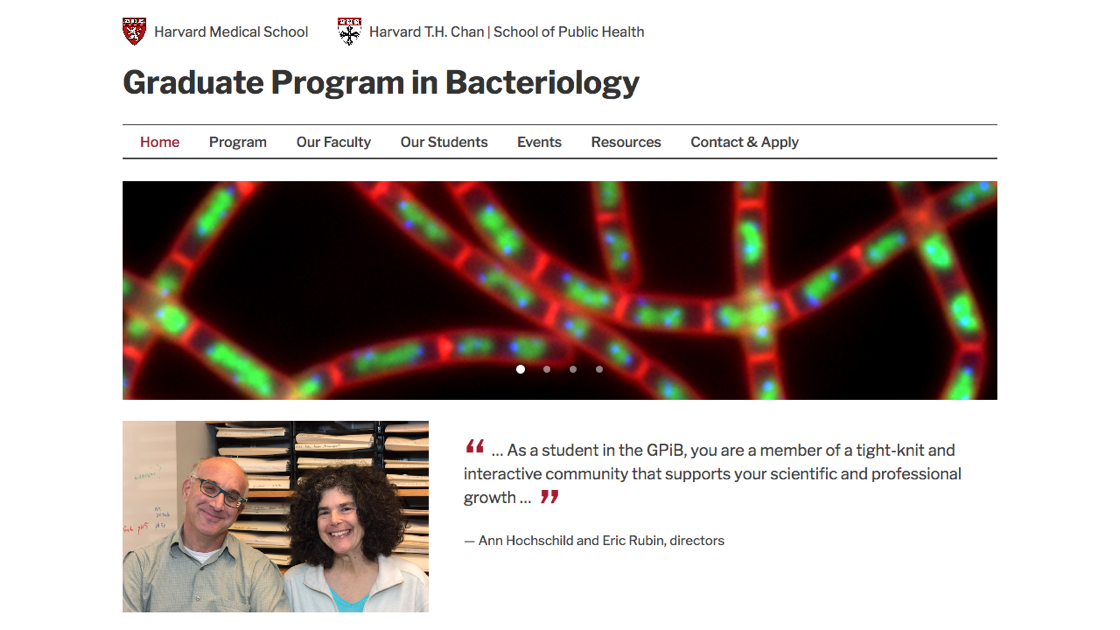 Harvard Medical School
Harvard T.H. Chan | School of Public Health
Graduate Program in Bacteriology
Home Program Our Faculty Our Students Events Resources Contact & Apply
“ ... As a student in the GPiB, you are a member of a tight-knit and
interactive community that supports your scientific and professional
growth ... ”
— Ann Hochschild and Eric Rubin, directors